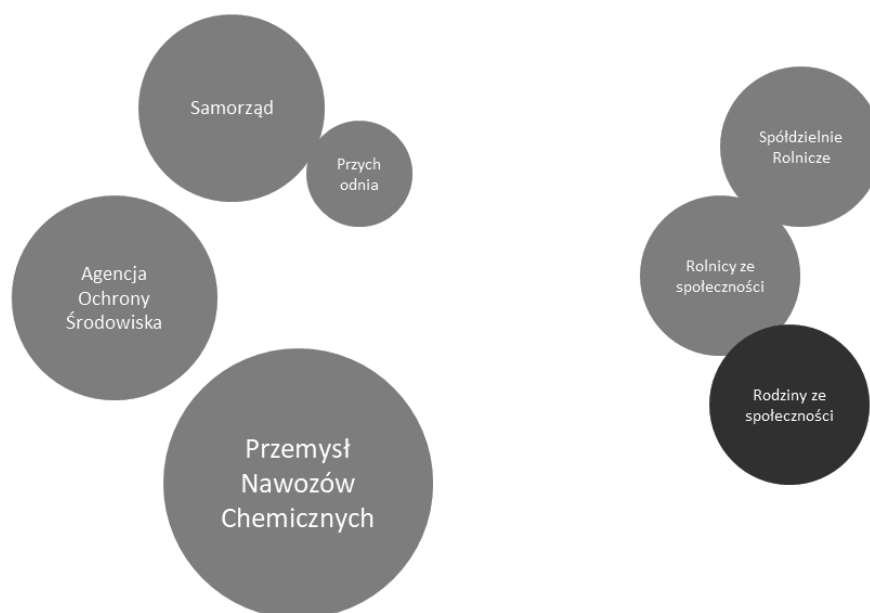 Samorząd
Przych
odnia
Agencja
Ochrony
Środowiska
Przemysł
Nawozów
Chemicznych
Spółdzielnie
Rolnicze
Rolnicy ze
społeczności
Rodziny ze
społeczności